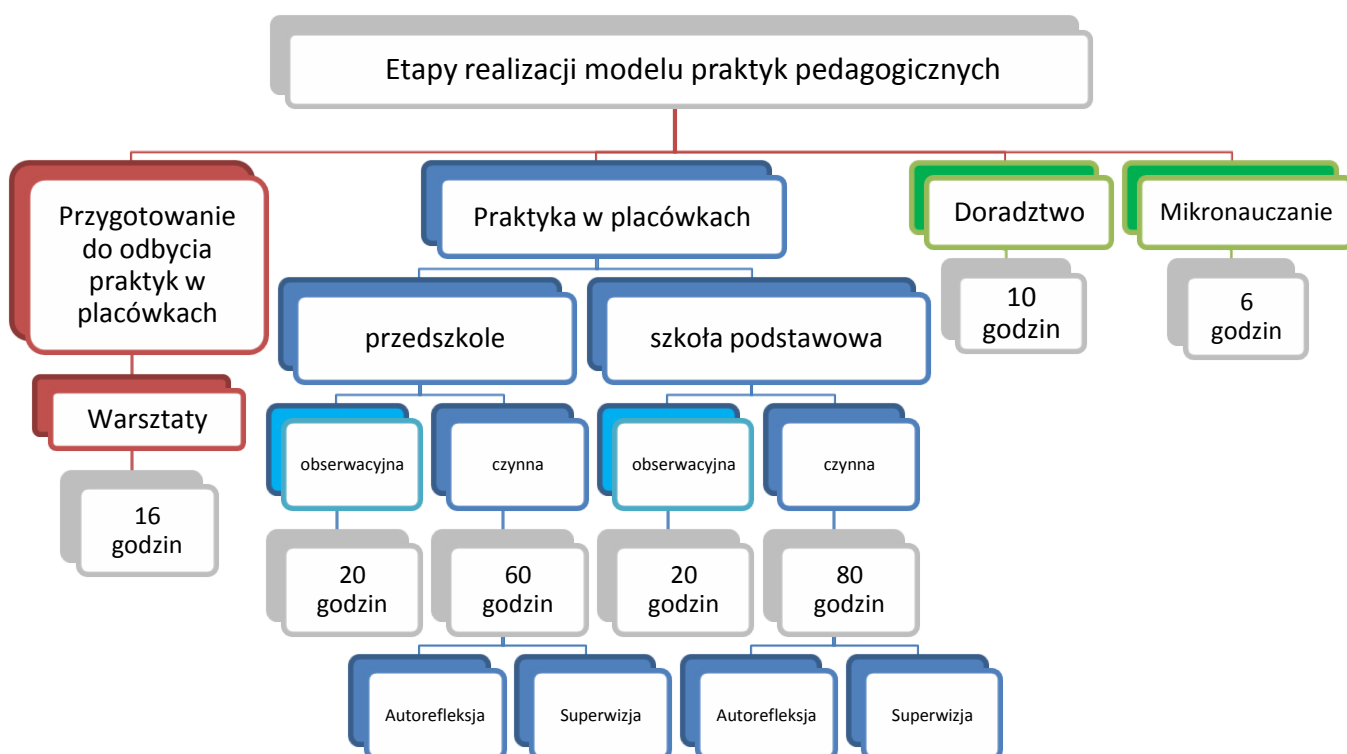 Etapy realizacji modelu praktyk pedagogicznych
Przygotowanie
do odbycia
praktyk w
placówkach
Praktyka w placówkach
Doradztwo
Mikronauczanie
przedszkole
szkoła podstawowa
10
godzin
6
godzin
Warsztaty
obserwacyjna
czynna
obserwacyjna
czynna
16
godzin
20
godzin
60
godzin
20
godzin
80
godzin
Autorefleksja
Superwizja
Autorefleksja
Superwizja